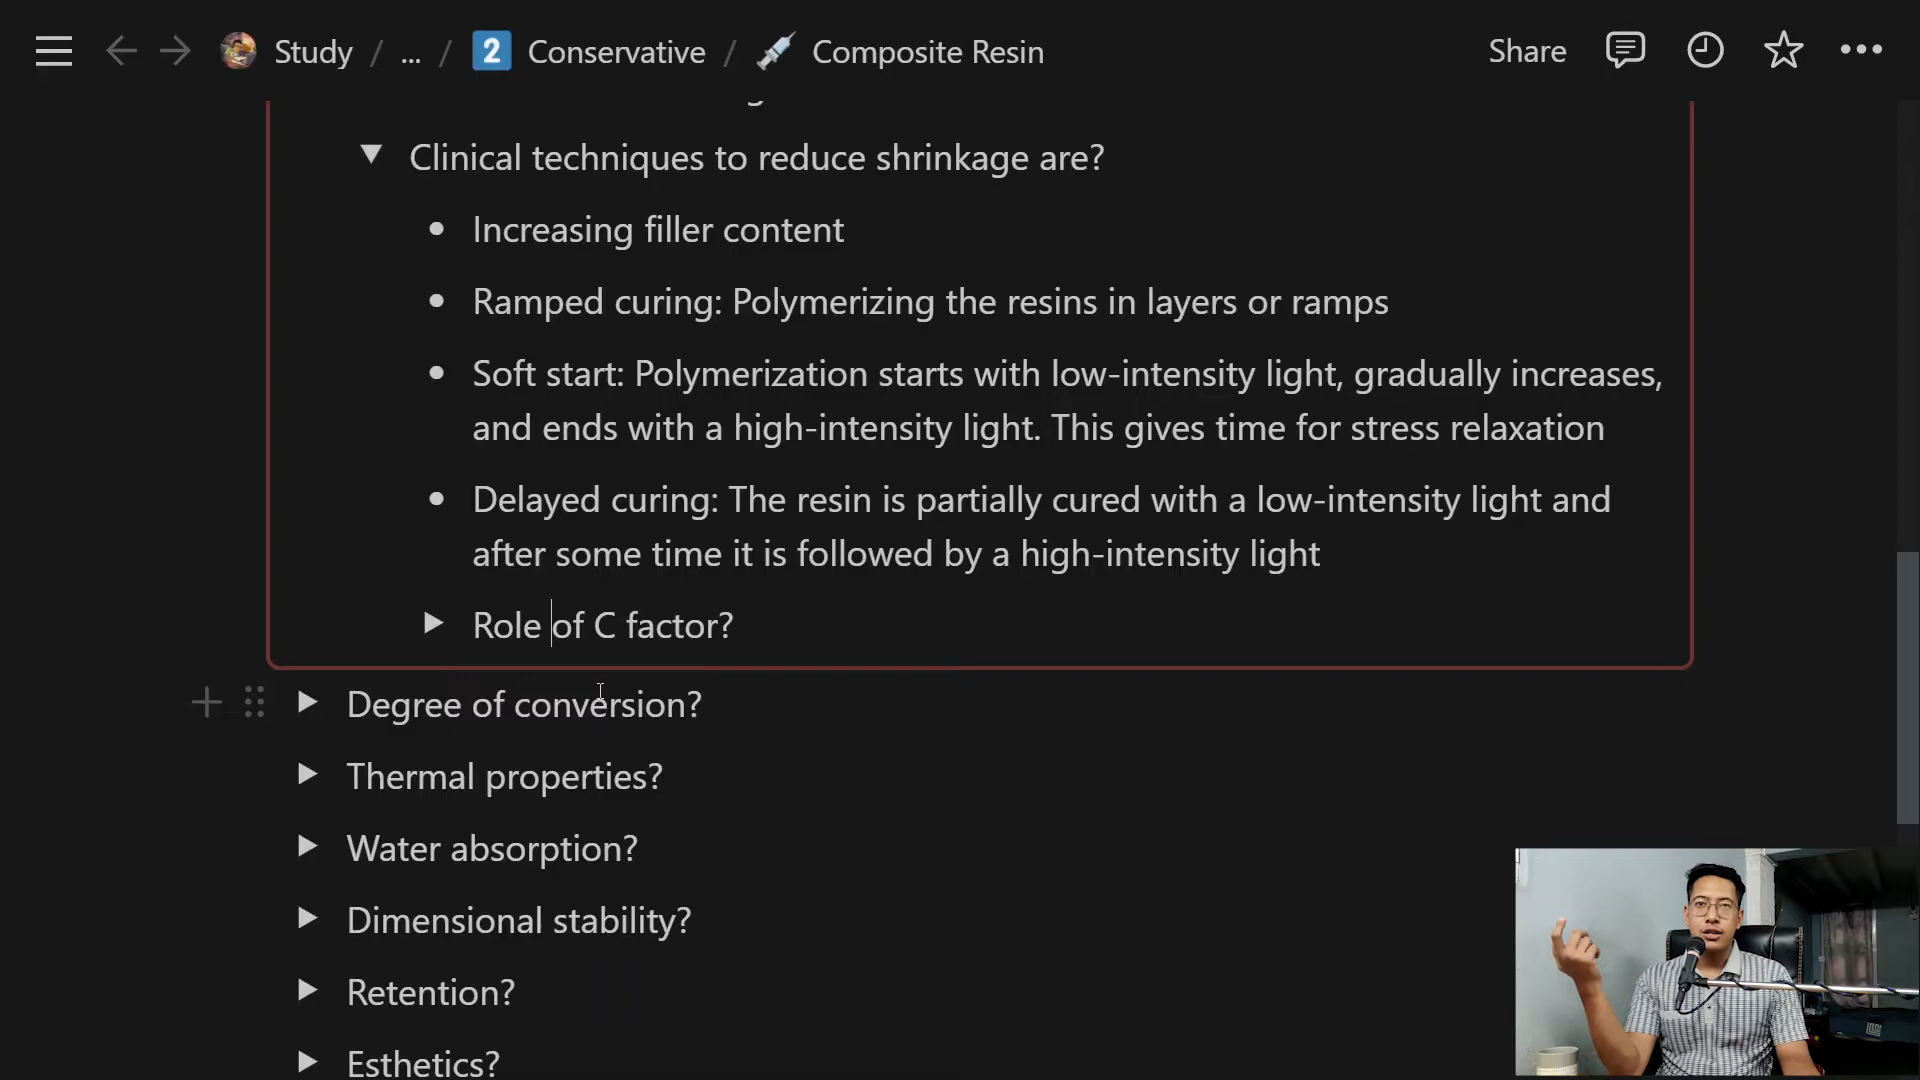 Study / ... / 2 Conservative / Composite Resin Share
Clinical techniques to reduce shrinkage are?
Increasing filler content
Ramped curing: Polymerizing the resins in layers or ramps
Soft start: Polymerization starts with low-intensity light, gradually increases,
and ends with a high-intensity light. This gives time for stress relaxation
Delayed curing: The resin is partially cured with a low-intensity light and
after some time it is followed by a high-intensity light
Role of C factor?
Degree of conversion?
Thermal properties?
Water absorption?
Dimensional stability?
Retention?
Esthetics?